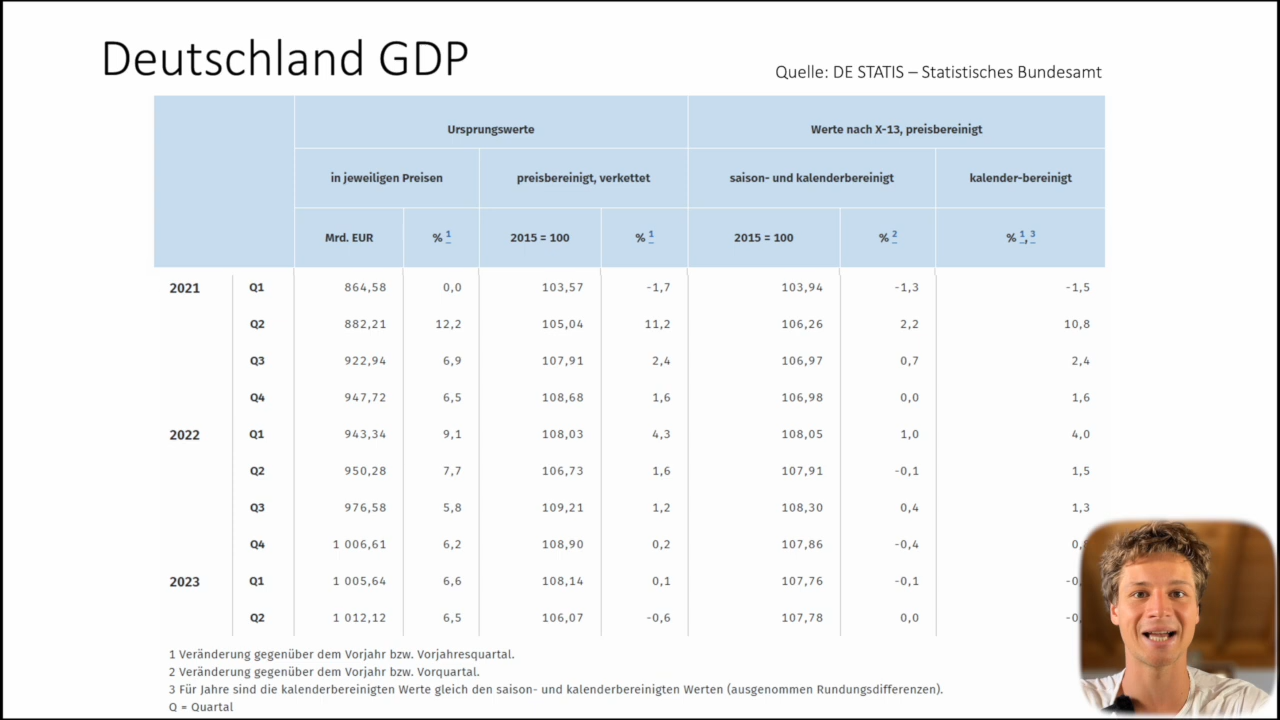 Deutschland GDP
Quelle: DE STATIS – Statistisches Bundesamt
Ursprungswerte Werte nach X-13, preisbereinigt
in jeweiligen Preisen preisbereinigt, verkettet saison- und kalenderbereinigt kalender-bereinigt
Mrd. EUR % 1 2015 = 100 % 1 2015 = 100 % 2 % 1, 3
2021 Q1 864,58 0,0 103,57 -1,7 103,94 -1,3 -1,5
Q2 882,21 12,2 105,04 11,2 106,26 2,2 10,8
Q3 922,94 6,9 107,91 2,4 106,97 0,7 2,4
Q4 947,72 6,5 108,68 1,6 106,98 0,0 1,6
2022 Q1 943,34 9,1 108,03 4,3 108,05 1,0 4,0
Q2 950,28 7,7 106,73 1,6 107,91 -0,1 1,5
Q3 976,58 5,8 109,21 1,2 108,30 0,4 1,3
Q4 1 006,61 6,2 108,90 0,2 107,86 -0,4
2023 Q1 1 005,64 6,6 108,14 0,1 107,76 -0,1
Q2 1 012,12 6,5 106,07 -0,6 107,78 0,0
1 Veränderung gegenüber dem Vorjahr bzw. Vorjahresquartal.
2 Veränderung gegenüber dem Vorjahr bzw. Vorquartal.
3 Für Jahre sind die kalenderbereinigten Werte gleich den saison- und kalenderbereinigten Werten (ausgenommen Rundungsdifferenzen).
Q = Quartal